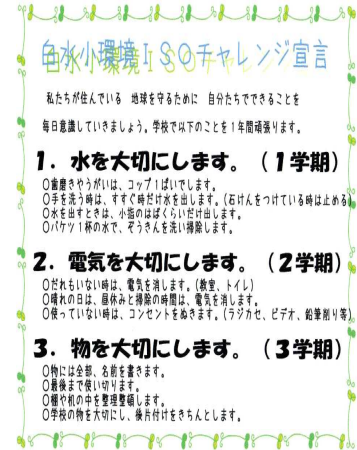 白水小環境ISOチャレンジ宣言
私たちが住んでいる 地球を守るために 自分たちでできることを
毎日意識していきましょう。学校で以下のことを1年間頑張ります。
1．水を大切にします。（1学期）
○歯磨きやうがいは、コップ1ぱいでします。
○手を洗う時は、すすぐ時だけ水を出します。(石けんをつけている時は止める)
○水を出すときは、小指のはばくらいだけ出します。
○バケツ1杯の水で、ぞうきんを洗い掃除します。
2．電気を大切にします。（2学期）
○だれもいない時は、電気を消します。(教室、トイレ)
○晴れの日は、昼休みと掃除の時間は、電気を消します。
○使っていない時は、コンセントをぬきます。(ラジカセ、ビデオ、鉛筆削り等)
3．物を大切にします。（3学期）
○物には全部、名前を書きます。
○最後まで使い切ります。
○棚や机の中を整理整頓します。
○学校の物を大切にし、後片付けをきちんとします。